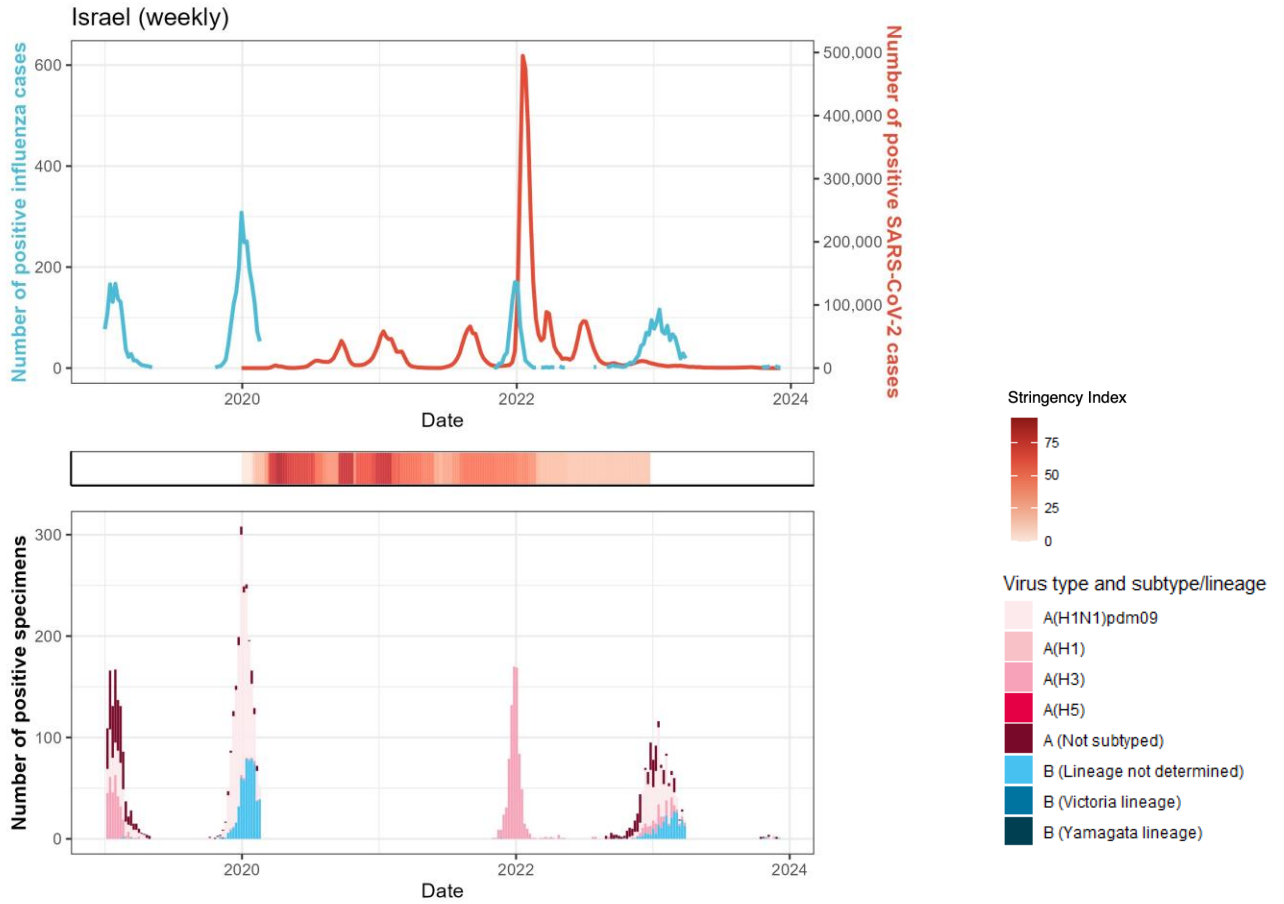 Israel (weekly)
Number of positive influenza cases
600
400
200
0
500,000
400,000
300,000
200,000
100,000
0
Number of positive SARS-CoV-2 cases
2020 2022 2024
Date
Stringency Index
75
50
25
0
Number of positive specimens
300
200
100
0
2020 2022 2024
Date
Virus type and subtype/lineage
A(H1N1)pdm09
A(H1)
A(H3)
A(H5)
A (Not subtyped)
B (Lineage not determined)
B (Victoria lineage)
B (Yamagata lineage)